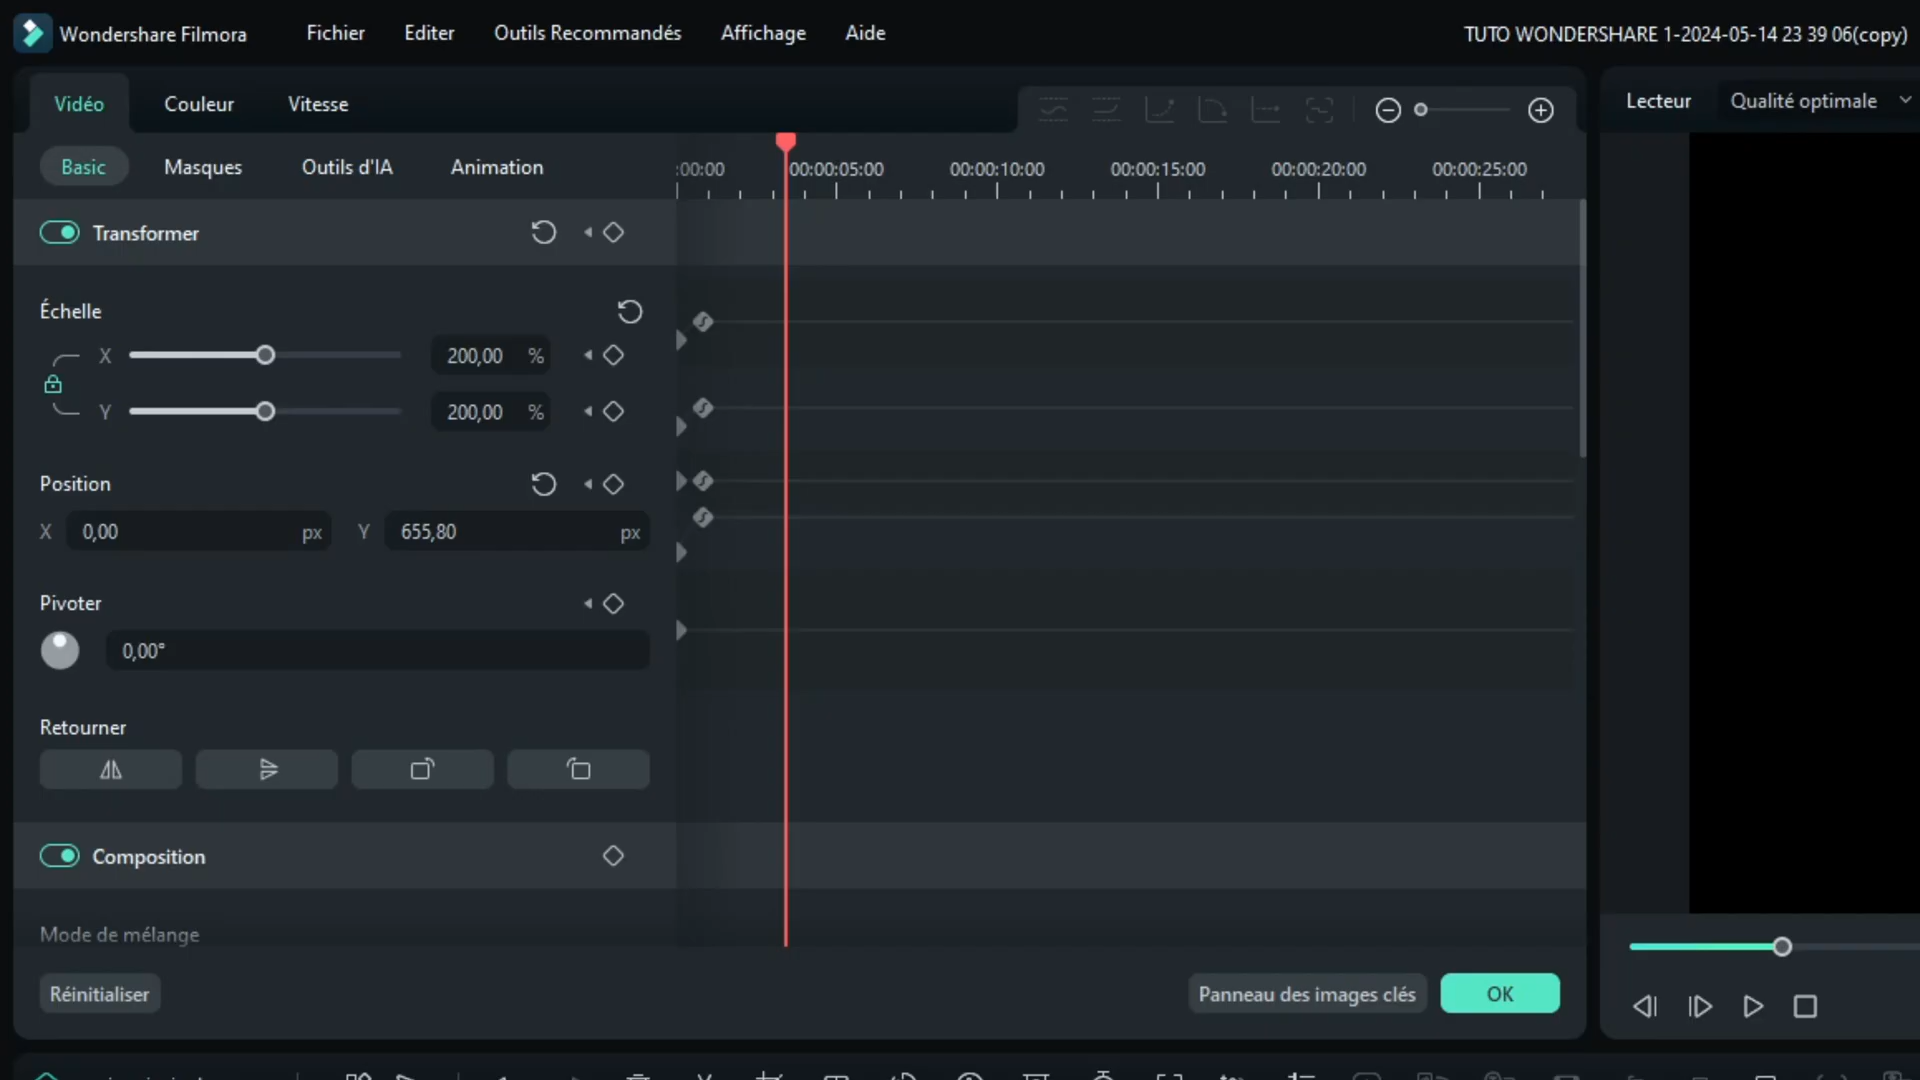 Wondershare Filmora Fichier Editer Outils Recommandés Affichage Aide TUTO WONDERSHARE 1-2024-05-14 23 39 06(copy)
Vidéo Couleur Vitesse
Lecteur Qualité optimale
Basic Masques Outils d'IA Animation
:00:00 00:00:05:00 00:00:10:00 00:00:15:00 00:00:20:00 00:00:25:00
Transformer
Échelle
X 200,00 %
Y 200,00 %
Position
X 0,00 px Y 655,80 px
Pivoter
0,00°
Retourner
Composition
Mode de mélange
Réinitialiser Panneau des images clés OK